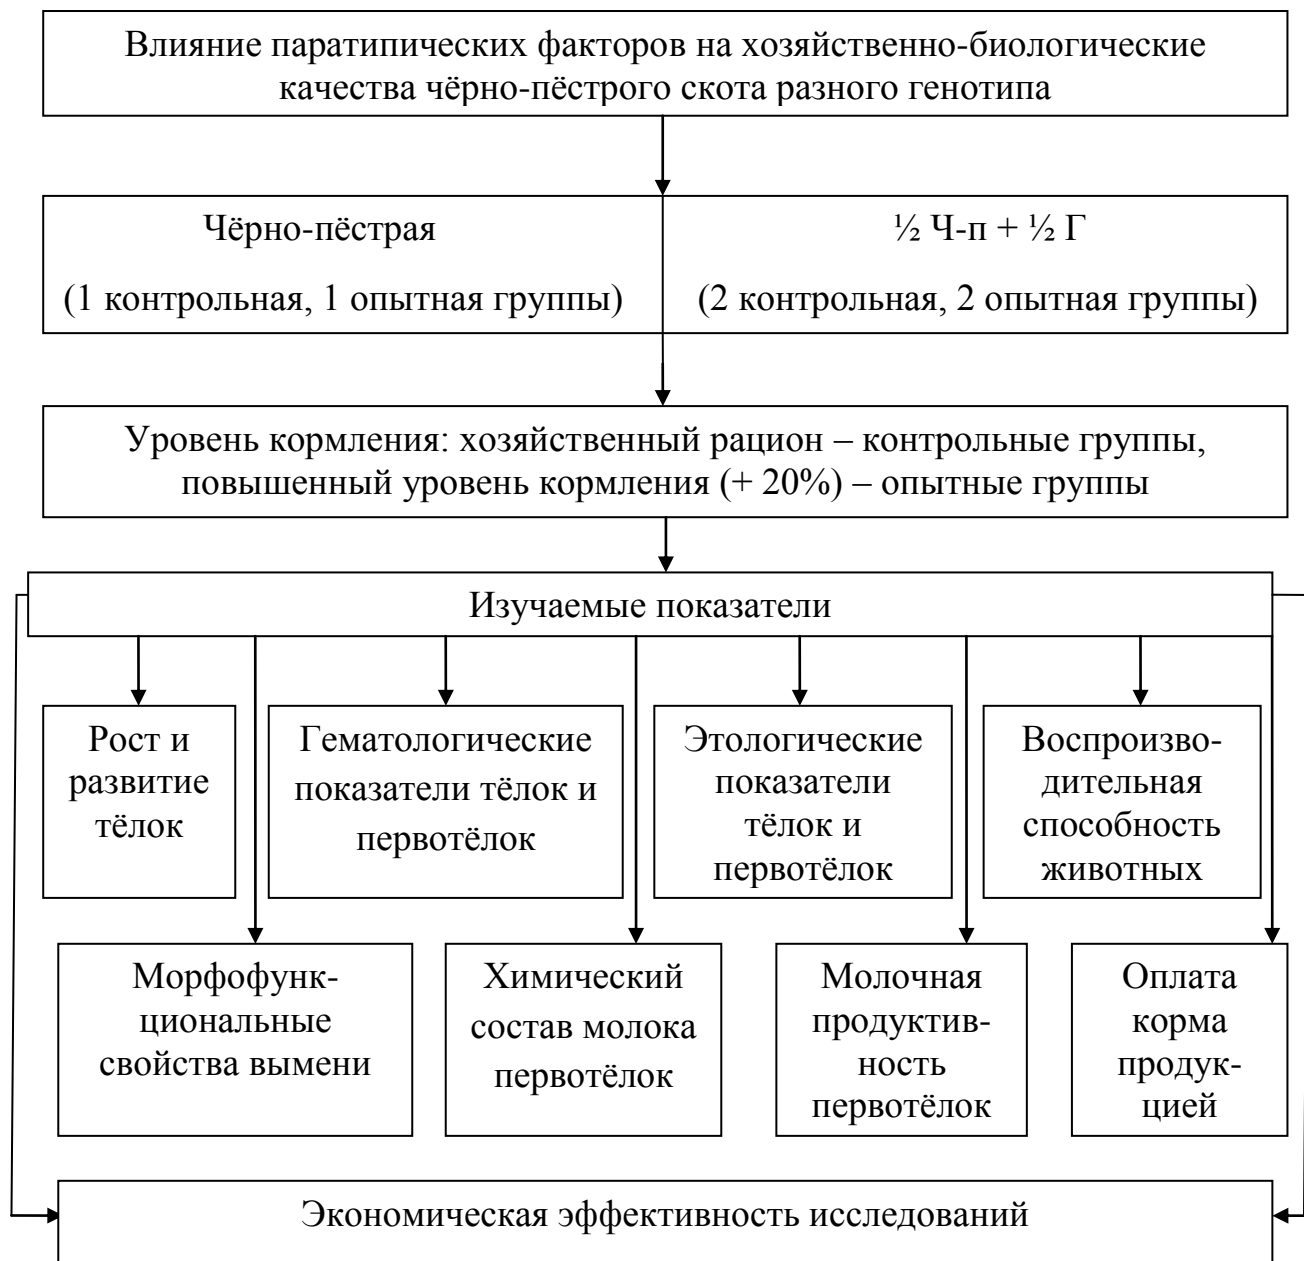 Влияние паратипических факторов на хозяйственно-биологические
качества чёрно-пёстрого скота разного генотипа
Чёрно-пёстрая
(1 контрольная, 1 опытная группы)
½ Ч-п + ½ Г
(2 контрольная, 2 опытная группы)
Уровень кормления: хозяйственный рацион – контрольные группы,
повышенный уровень кормления (+ 20%) – опытные группы
Изучаемые показатели
Рост и
развитие
тёлок
Гематологические
показатели тёлок и
первотёлок
Этологические
показатели
тёлок и
первотёлок
Воспроизво-
дительная
способность
животных
Морфофунк-
циональные
свойства вымени
Химический
состав молока
первотёлок
Молочная
продуктив-
ность
первотёлок
Оплата
корма
продук-
цией
Экономическая эффективность исследований